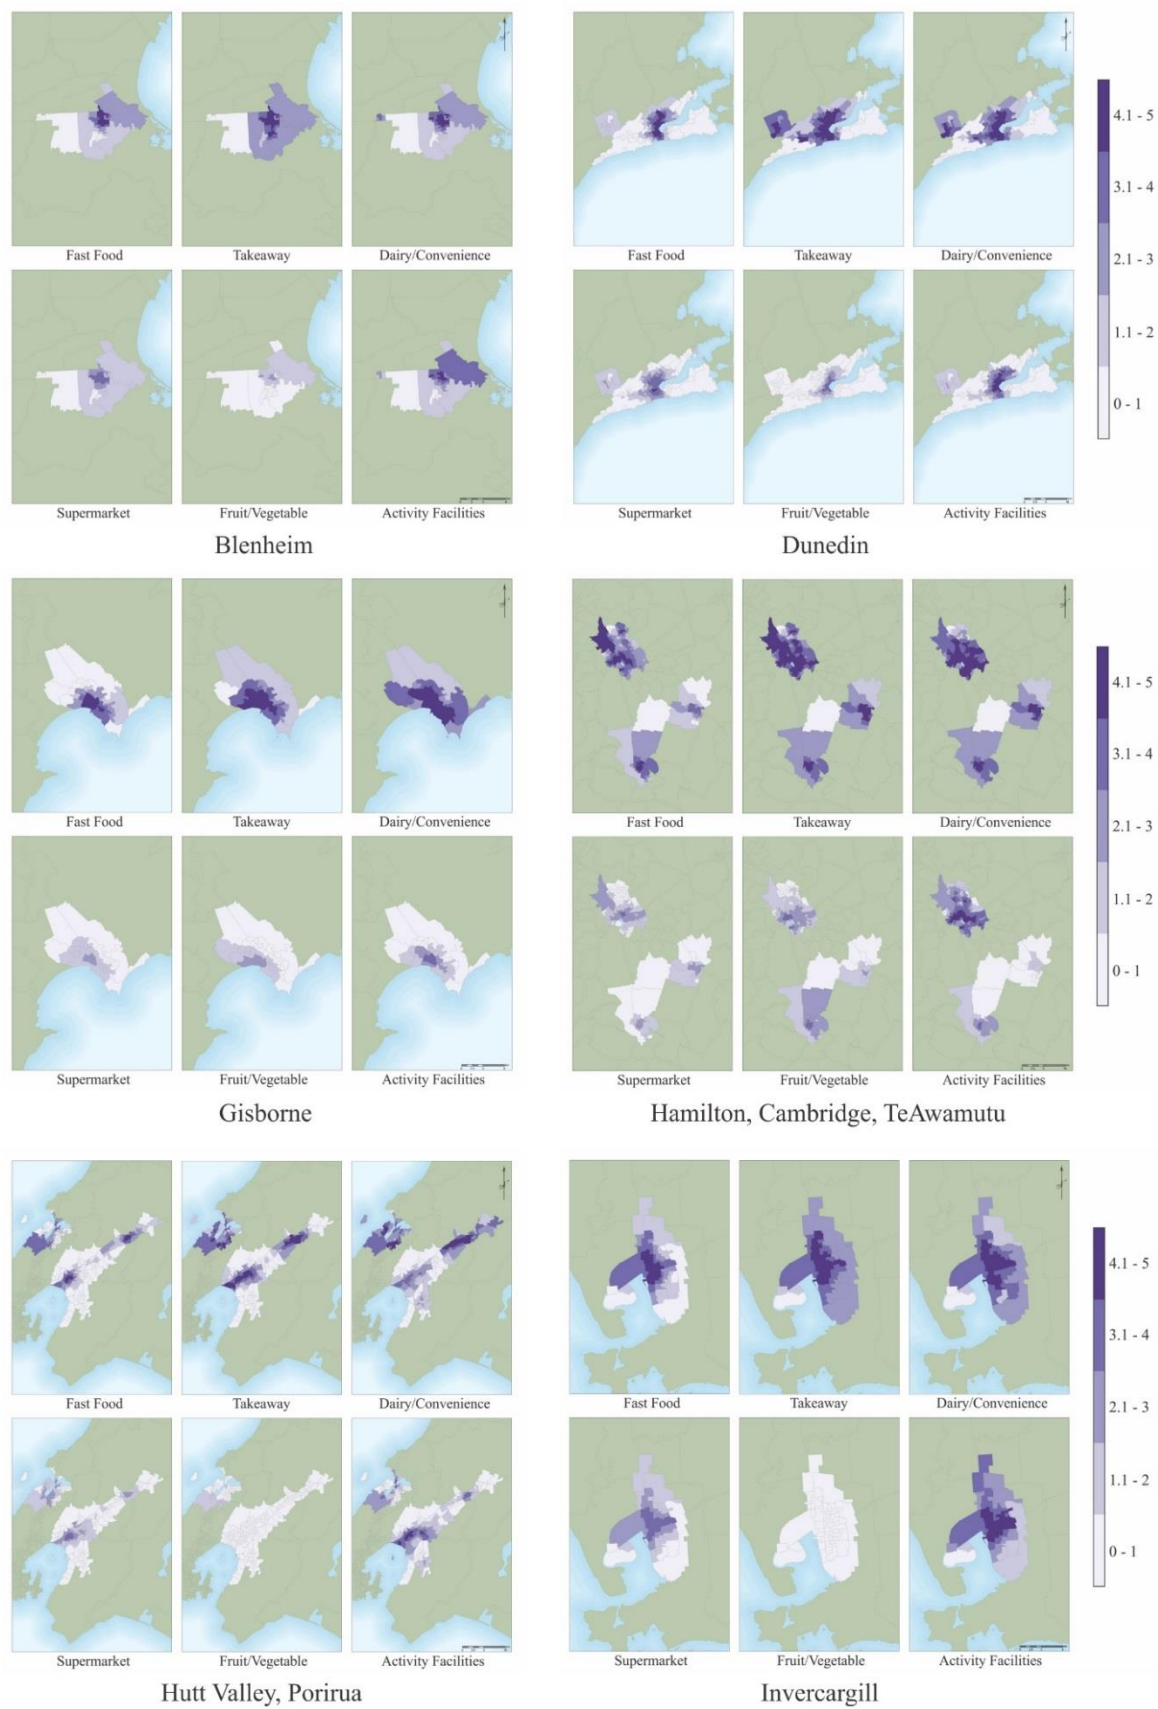 Fast Food Takeaway Dairy/Convenience
Supermarket Fruit/Vegetable Activity Facilities
Blenheim
Fast Food Takeaway Dairy/Convenience
Supermarket Fruit/Vegetable Activity Facilities
Dunedin
4.1 - 5
3.1 - 4
2.1 - 3
1.1 - 2
0 - 1
Fast Food Takeaway Dairy/Convenience
Supermarket Fruit/Vegetable Activity Facilities
Gisborne
Fast Food Takeaway Dairy/Convenience
Supermarket Fruit/Vegetable Activity Facilities
Hamilton, Cambridge, TeAwamutu
4.1 - 5
3.1 - 4
2.1 - 3
1.1 - 2
0 - 1
Fast Food Takeaway Dairy/Convenience
Supermarket Fruit/Vegetable Activity Facilities
Hutt Valley, Porirua
Fast Food Takeaway Dairy/Convenience
Supermarket Fruit/Vegetable Activity Facilities
Invercargill
4.1 - 5
3.1 - 4
2.1 - 3
1.1 - 2
0 - 1